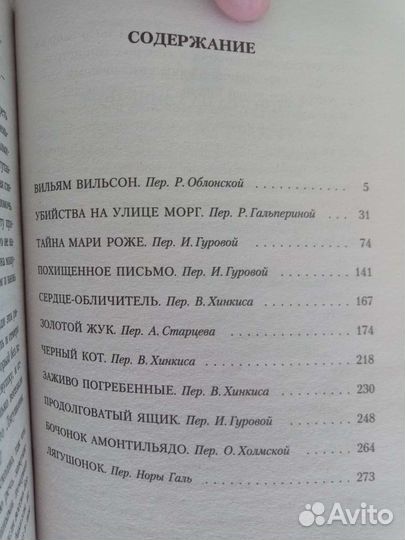 СОДЕРЖАНИЕ
ВИЛЬЯМ ВИЛЬСОН. Пер. Р. Облонской . . . . . . . . . . . . 5
УБИЙСТВА НА УЛИЦЕ МОРГ. Пер. Р. Гальпериной . . . . 31
ТАЙНА МАРИ РОЖЕ. Пер. И. Гуровой . . . . . . . . . . . . 74
ПОХИЩЕННОЕ ПИСЬМО. Пер. И. Гуровой . . . . . . . . . 141
СЕРДЦЕ-ОБЛИЧИТЕЛЬ. Пер. В. Хинкиса . . . . . . . . . . 167
ЗОЛОТОЙ ЖУК. Пер. А. Старцева . . . . . . . . . . . . . . 174
ЧЕРНЫЙ КОТ. Пер. В. Хинкиса . . . . . . . . . . . . . . . 218
ЗАЖИВО ПОГРЕБЕННЫЕ. Пер. В. Хинкиса . . . . . . . . . 230
ПРОДОЛГОВАТЫЙ ЯЩИК. Пер. И. Гуровой . . . . . . . . . 248
БОЧОНОК АМОНТИЛЬЯДО. Пер. О. Холмской . . . . . . . 264
ЛЯГУШОНОК. Пер. Норы Галь . . . . . . . . . . . . . . . . 273
Avito